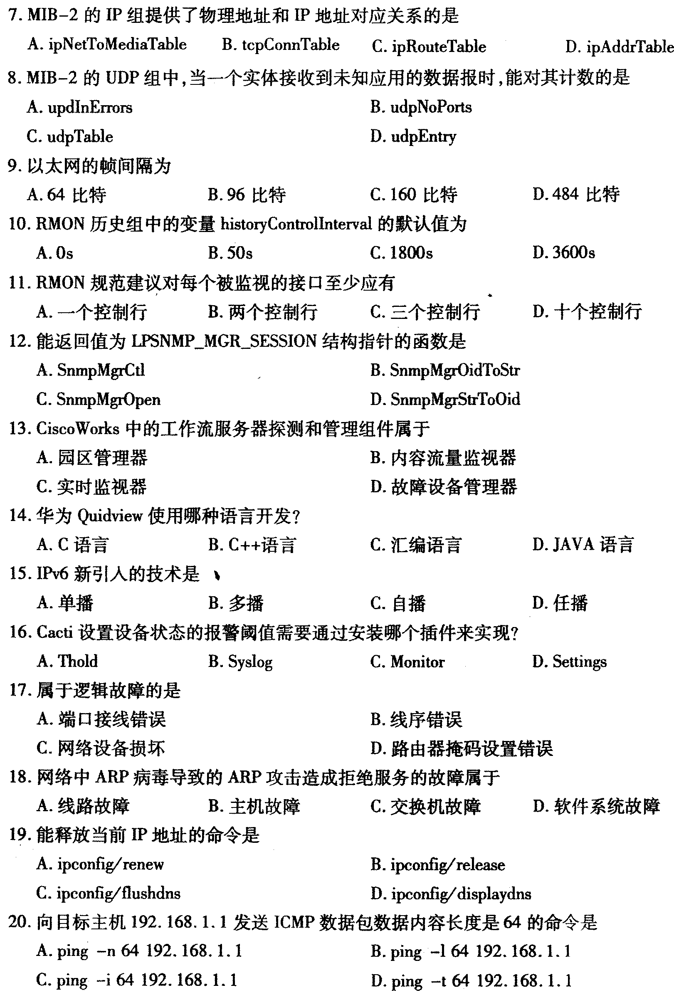 7. MIB-2 的 IP 组提供了物理地址和 IP 地址对应关系的是
A. ipNetToMediaTable B. tcpConnTable C. ipRouteTable D. ipAddrTable
8. MIB-2 的 UDP 组中,当一个实体接收到未知应用的数据报时,能对其计数的是
A. updInErrors B. udpNoPorts
C. udpTable D. udpEntry
9. 以太网的帧间隔为
A. 64 比特 B. 96 比特 C. 160 比特 D. 484 比特
10. RMON 历史组中的变量 historyControlInterval 的默认值为
A. 0s B. 50s C. 1800s D. 3600s
11. RMON 规范建议对每个被监视的接口至少应有
A. 一个控制行 B. 两个控制行 C. 三个控制行 D. 十个控制行
12. 能返回值为 LPSNMP_MGR_SESSION 结构指针的函数是
A. SnmpMgrCtl B. SnmpMgrOidToStr
C. SnmpMgrOpen D. SnmpMgrStrToOid
13. CiscoWorks 中的工作流服务器探测和管理组件属于
A. 园区管理器 B. 内容流量监视器
C. 实时监视器 D. 故障设备管理器
14. 华为 Quidview 使用哪种语言开发?
A. C 语言 B. C++语言 C. 汇编语言 D. JAVA 语言
15. IPv6 新引入的技术是
A. 单播 B. 多播 C. 自播 D. 任播
16. Cacti 设置设备状态的报警阈值需要通过安装哪个插件来实现?
A. Thold B. Syslog C. Monitor D. Settings
17. 属于逻辑故障的是
A. 端口接线错误 B. 线序错误
C. 网络设备损坏 D. 路由器掩码设置错误
18. 网络中 ARP 病毒导致的 ARP 攻击造成拒绝服务的故障属于
A. 线路故障 B. 主机故障 C. 交换机故障 D. 软件系统故障
19. 能释放当前 IP 地址的命令是
A. ipconfig/renew B. ipconfig/release
C. ipconfig/flushdns D. ipconfig/displaydns
20. 向目标主机 192. 168. 1. 1 发送 ICMP 数据包数据内容长度是 64 的命令是
A. ping -n 64 192. 168. 1. 1 B. ping -l 64 192. 168. 1. 1
C. ping -i 64 192. 168. 1. 1 D. ping -t 64 192. 168. 1. 1